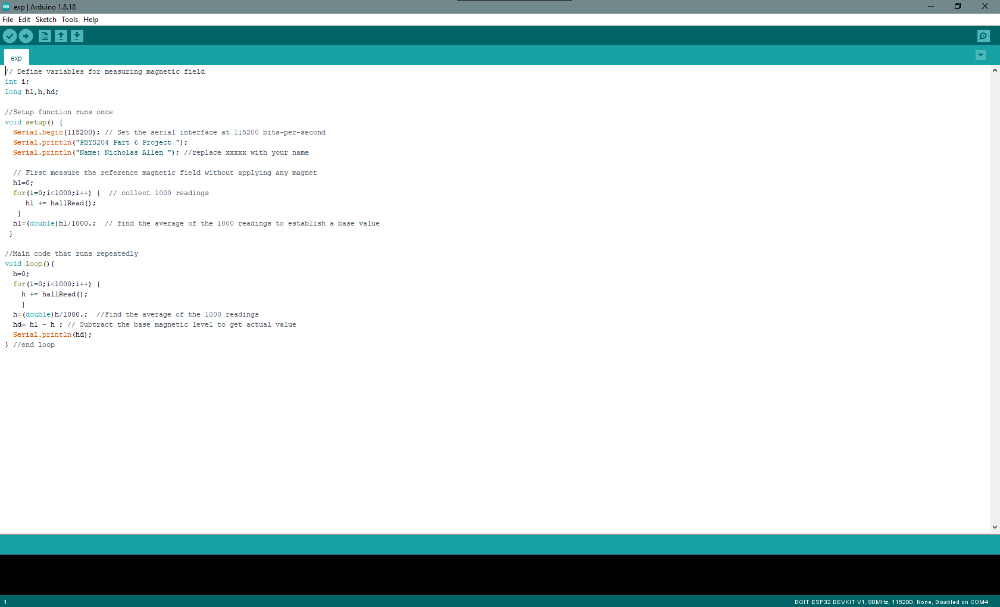 exp | Arduino 1.8.18
File Edit Sketch Tools Help
exp
// Define variables for measuring magnetic field
int i;
long h1,h,hd;
//Setup function runs once
void setup() {
Serial.begin(115200); // Set the serial interface at 115200 bits-per-second
Serial.println("PHYS204 Part 6 Project ");
Serial.println("Name: Nicholas Allen "); //replace xxxxx with your name
// First measure the reference magnetic field without applying any magnet
h1=0;
for(i=0;i<1000;i++) { // collect 1000 readings
h1 += hallRead();
}
h1=(double)h1/1000.; // find the average of the 1000 readings to establish a base value
}
//Main code that runs repeatedly
void loop(){
h=0;
for(i=0;i<1000;i++) {
h += hallRead();
}
h=(double)h/1000.; //Find the average of the 1000 readings
hd= h1 - h ; // Subtract the base magnetic level to get actual value
Serial.println(hd);
} //end loop
1
DOIT ESP32 DEVKIT V1, 80MHz, 115200, None, Disabled on COM4